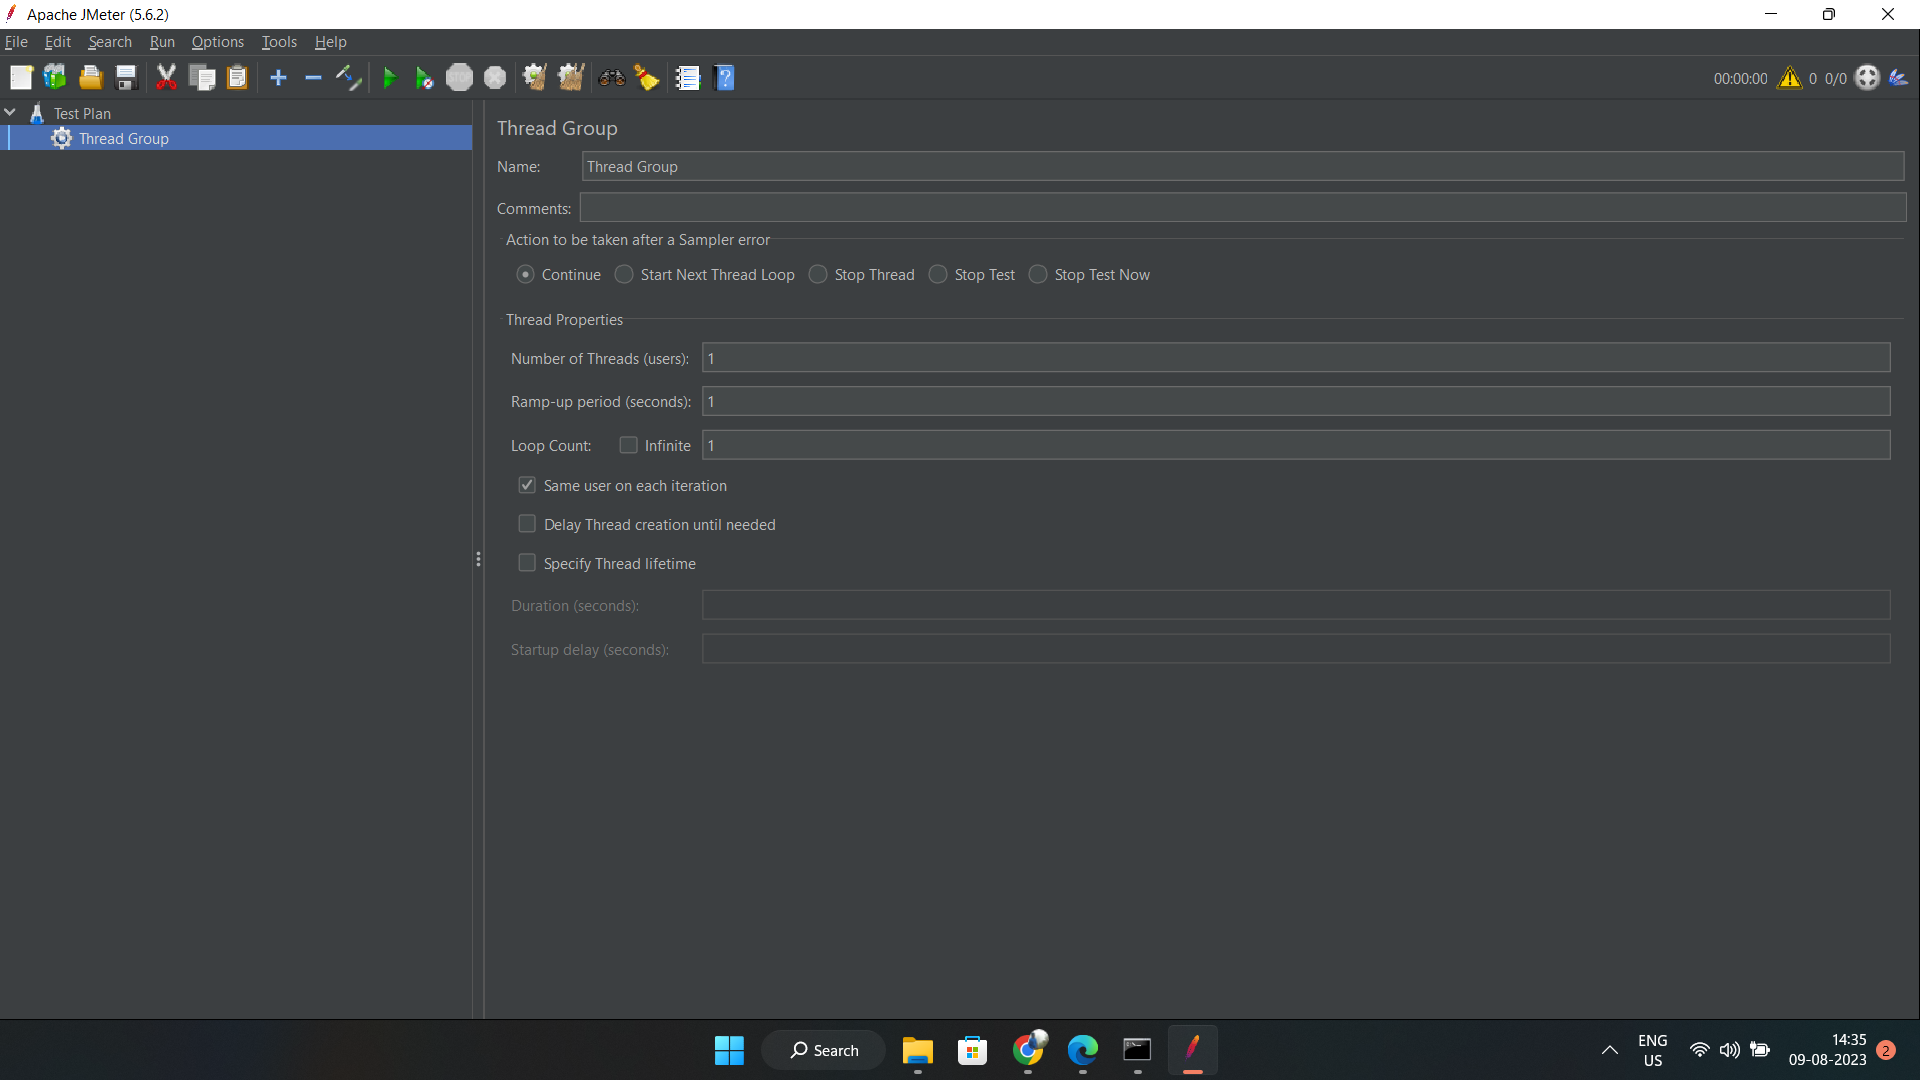 Apache JMeter (5.6.2)
File Edit Search Run Options Tools Help
STOP
00:00:00 0 0/0
Test Plan
Thread Group
Thread Group
Name: Thread Group
Comments:
Action to be taken after a Sampler error
Continue Start Next Thread Loop Stop Thread Stop Test Stop Test Now
Thread Properties
Number of Threads (users): 1
Ramp-up period (seconds): 1
Loop Count: Infinite 1
Same user on each iteration
Delay Thread creation until needed
Specify Thread lifetime
Duration (seconds):
Startup delay (seconds):
Search
ENG
US
14:35
09-08-2023
2